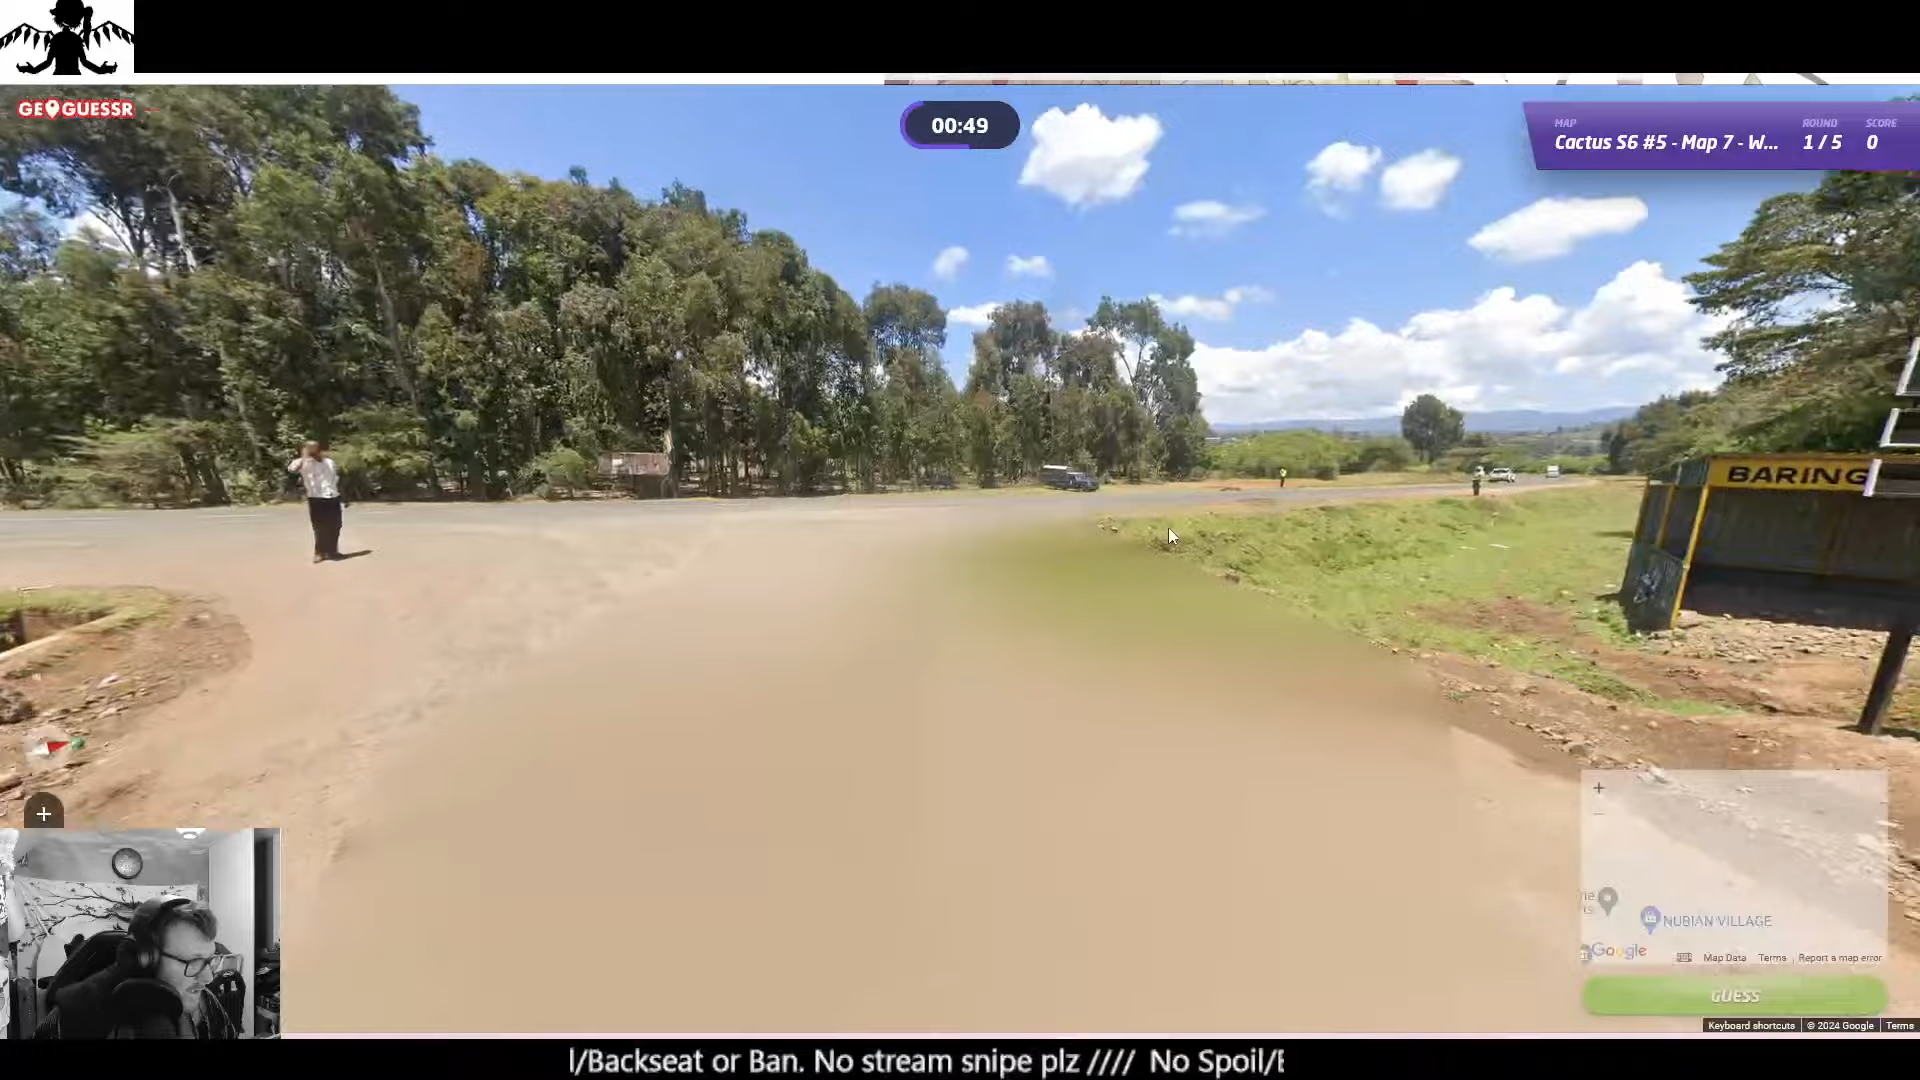 GEOGUESSR
00:49
MAP
Cactus S6 #5 - Map 7 - W...
ROUND
1 / 5
SCORE
0
BARING
+
+
NUBIAN VILLAGE
Google
Map Data
Terms
Report a map error
GUESS
Keyboard shortcuts
© 2024 Google
Terms
l/Backseat or Ban. No stream snipe plz //// No Spoil/E